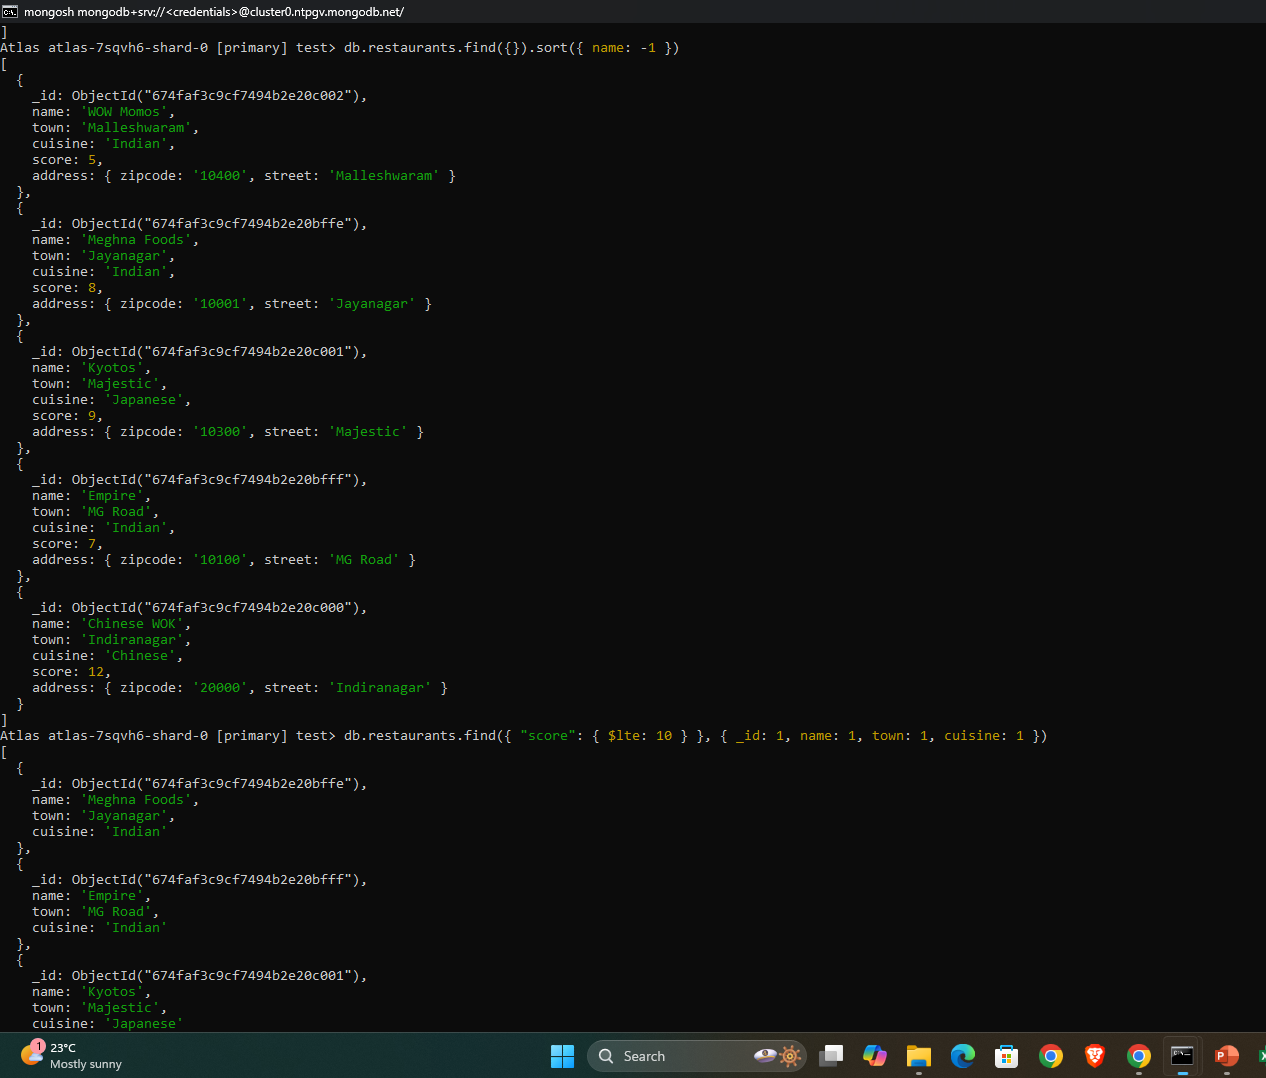 mongosh mongodb+srv://<credentials>@cluster0.ntpgv.mongodb.net/
]
Atlas atlas-7sqvh6-shard-0 [primary] test> db.restaurants.find({}).sort({ name: -1 })
[
  {
    _id: ObjectId("674faf3c9cf7494b2e20c002"),
    name: 'WOW Momos',
    town: 'Malleshwaram',
    cuisine: 'Indian',
    score: 5,
    address: { zipcode: '10400', street: 'Malleshwaram' }
  },
  {
    _id: ObjectId("674faf3c9cf7494b2e20bffe"),
    name: 'Meghna Foods',
    town: 'Jayanagar',
    cuisine: 'Indian',
    score: 8,
    address: { zipcode: '10001', street: 'Jayanagar' }
  },
  {
    _id: ObjectId("674faf3c9cf7494b2e20c001"),
    name: 'Kyotos',
    town: 'Majestic',
    cuisine: 'Japanese',
    score: 9,
    address: { zipcode: '10300', street: 'Majestic' }
  },
  {
    _id: ObjectId("674faf3c9cf7494b2e20bfff"),
    name: 'Empire',
    town: 'MG Road',
    cuisine: 'Indian',
    score: 7,
    address: { zipcode: '10100', street: 'MG Road' }
  },
  {
    _id: ObjectId("674faf3c9cf7494b2e20c000"),
    name: 'Chinese WOK',
    town: 'Indiranagar',
    cuisine: 'Chinese',
    score: 12,
    address: { zipcode: '20000', street: 'Indiranagar' }
  }
]
Atlas atlas-7sqvh6-shard-0 [primary] test> db.restaurants.find({ "score": { $lte: 10 } }, { _id: 1, name: 1, town: 1, cuisine: 1 })
[
  {
    _id: ObjectId("674faf3c9cf7494b2e20bffe"),
    name: 'Meghna Foods',
    town: 'Jayanagar',
    cuisine: 'Indian'
  },
  {
    _id: ObjectId("674faf3c9cf7494b2e20bfff"),
    name: 'Empire',
    town: 'MG Road',
    cuisine: 'Indian'
  },
  {
    _id: ObjectId("674faf3c9cf7494b2e20c001"),
    name: 'Kyotos',
    town: 'Majestic',
    cuisine: 'Japanese'
1
23°C
Mostly sunny
Search